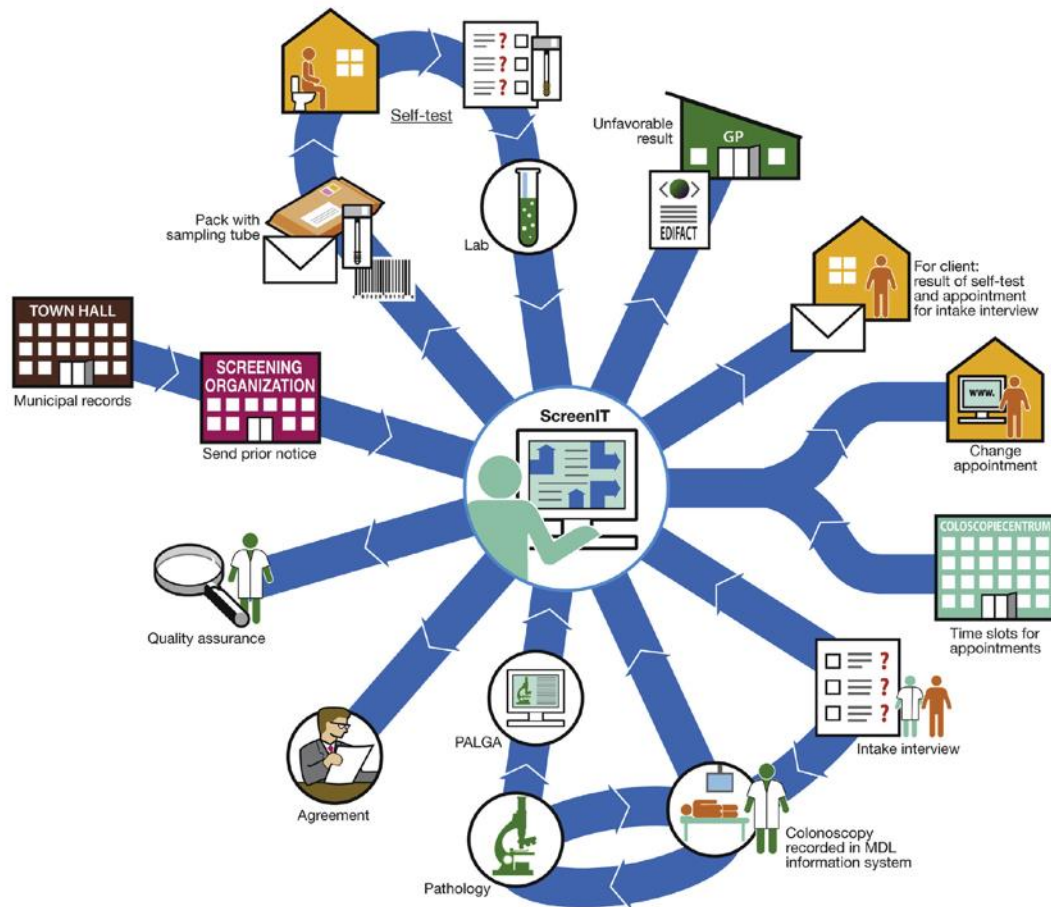 Self-test
? 
?
?
Unfavorable
result
GP
EDIFACT
Pack with
sampling tube
Lab
For client:
result of self-test
and appointment
for intake interview
TOWN HALL
Municipal records
SCREENING
ORGANIZATION
Send prior notice
ScreenIT
www.
Change
appointment
COLOSCOPIECENTRUM
Time slots for
appointments
Quality assurance
?
?
?
Intake interview
PALGA
Agreement
Pathology
Colonoscopy
recorded in MDL
information system